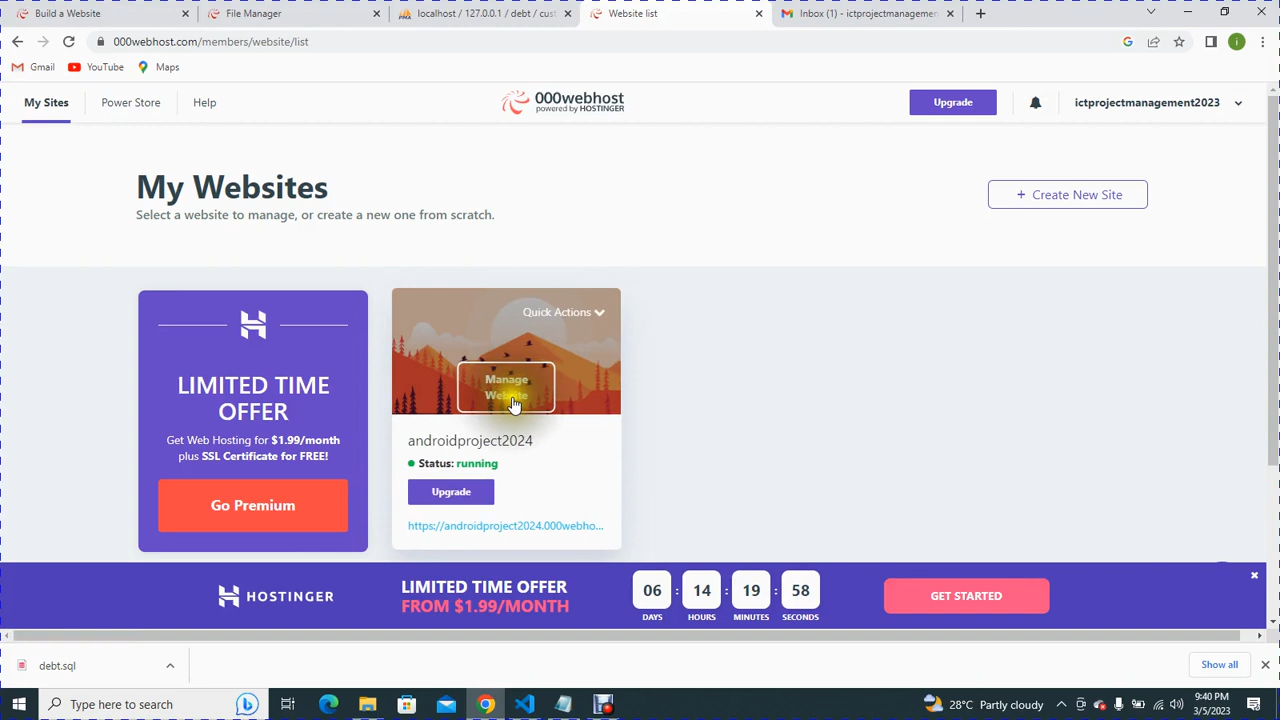 Build a Website
File Manager
localhost / 127.0.0.1 / debt / cust
Website list
Inbox (1) - ictprojectmanagement
000webhost.com/members/website/list
i
Gmail
YouTube
Maps
My Sites
Power Store
Help
000webhost
powered by HOSTINGER
Upgrade
ictprojectmanagement2023
My Websites
Select a website to manage, or create a new one from scratch.
+ Create New Site
LIMITED TIME
OFFER
Get Web Hosting for $1.99/month
plus SSL Certificate for FREE!
Go Premium
Quick Actions
Manage
Website
androidproject2024
Status: running
Upgrade
https://androidproject2024.000webho...
HOSTINGER
LIMITED TIME OFFER
FROM $1.99/MONTH
06 : 14 : 19 : 58
DAYS HOURS MINUTES SECONDS
GET STARTED
debt.sql
Show all
Type here to search
28°C Partly cloudy
9:40 PM
3/5/2023